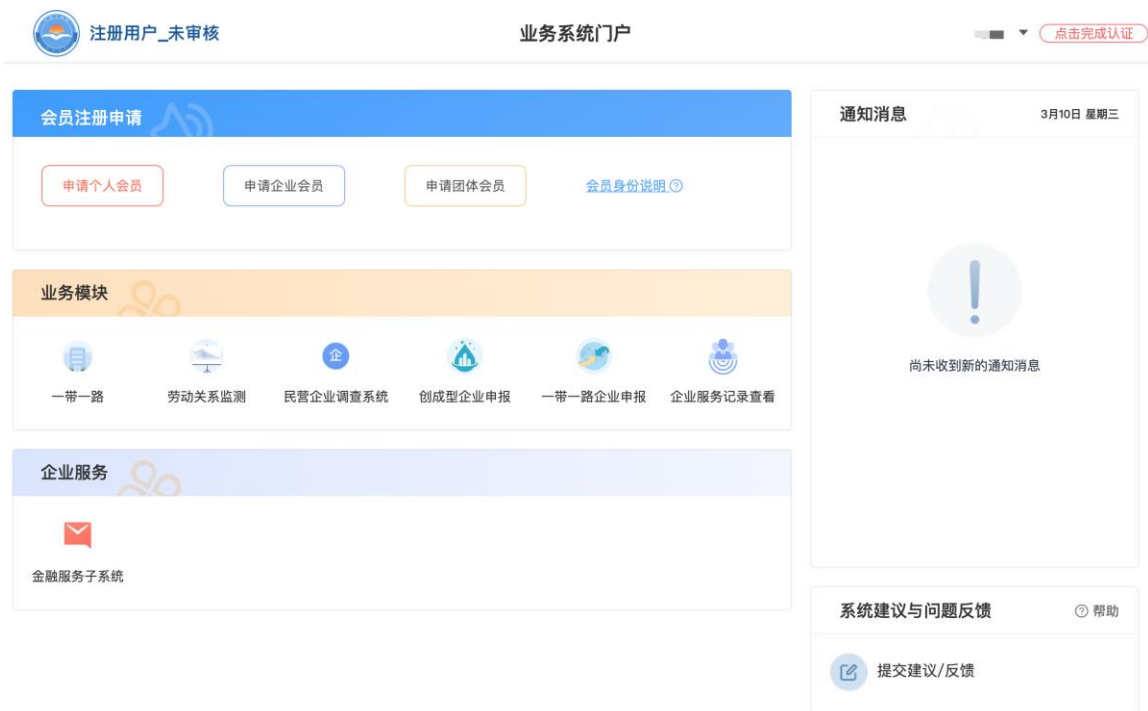 注册用户_未审核
业务系统门户
点击完成认证
会员注册申请
申请个人会员
申请企业会员
申请团体会员
会员身份说明
业务模块
一带一路
劳动关系监测
企
民营企业调查系统
创成型企业申报
一带一路企业申报
企业服务记录查看
企业服务
金融服务子系统
通知消息
3月10日 星期三
尚未收到新的通知消息
系统建议与问题反馈
帮助
提交建议/反馈